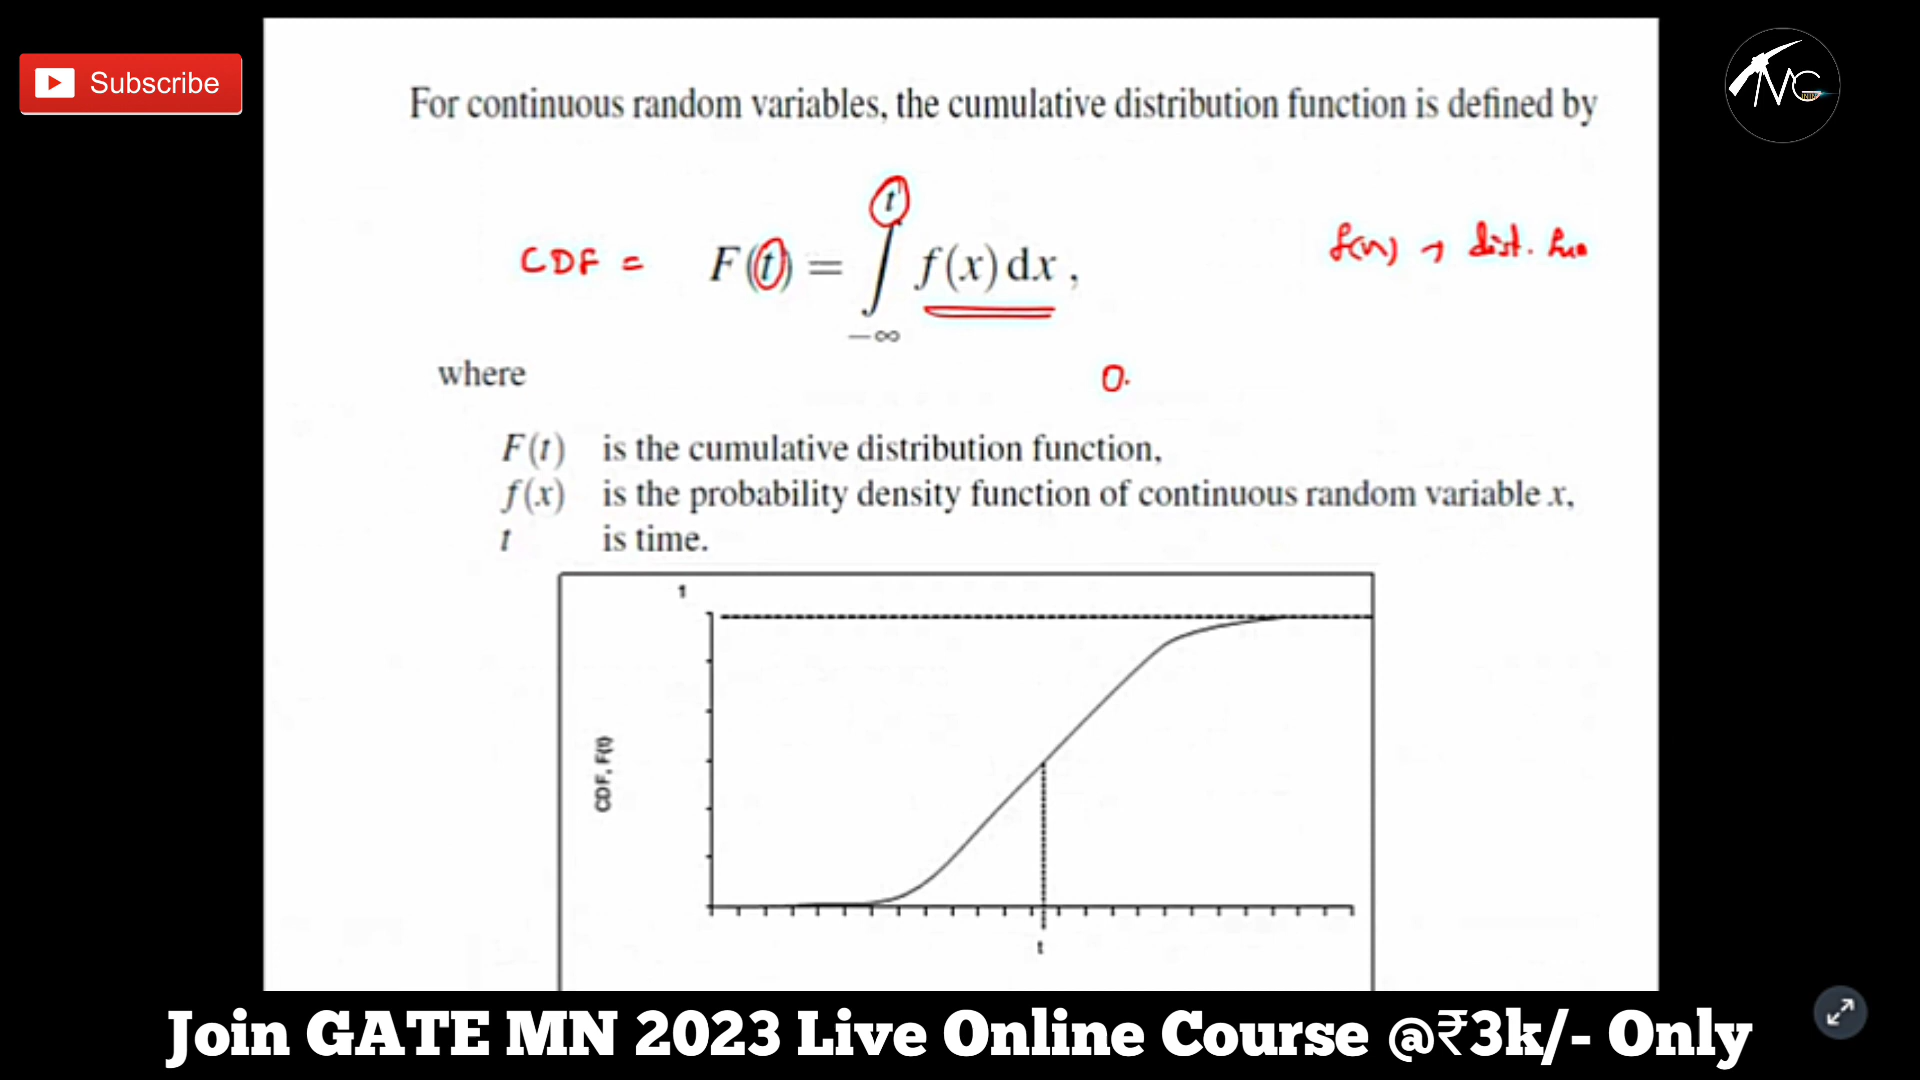 Subscribe
For continuous random variables, the cumulative distribution function is defined by
CDF = F(t) = ∫ f(x) dx ,
t
−∞
f(x) → dist. fun
where
0.
F(t) is the cumulative distribution function,
f(x) is the probability density function of continuous random variable x,
t is time.
1
CDF, F(t)
t
Join GATE MN 2023 Live Online Course @₹3k/- Only